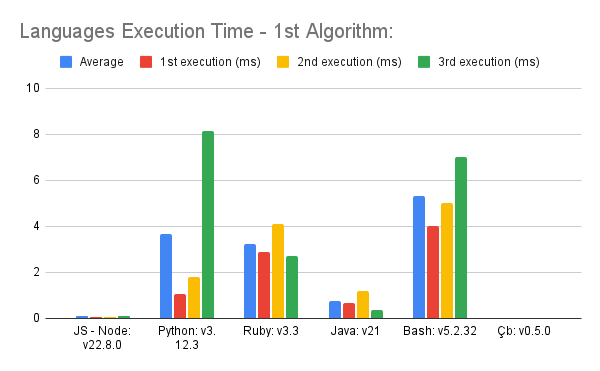 Languages Execution Time - 1st Algorithm:
Average 1st execution (ms) 2nd execution (ms) 3rd execution (ms)
10
8
6
4
2
0
JS - Node: Python: v3. Ruby: v3.3 Java: v21 Bash: v5.2.32 Çb: v0.5.0
v22.8.0 12.3